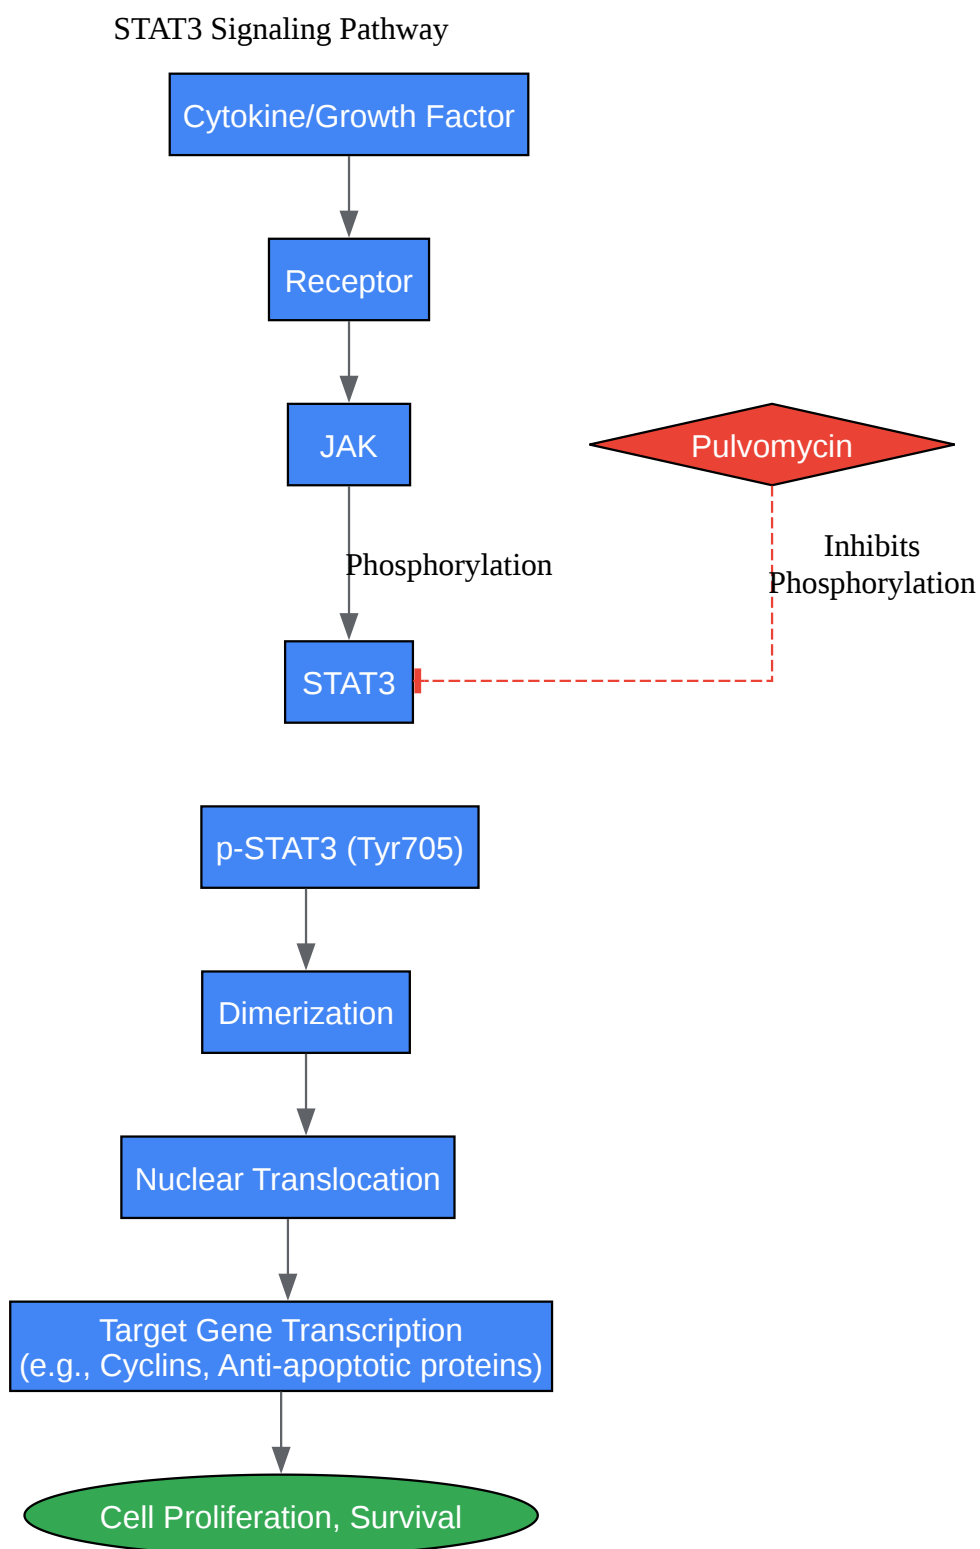 STAT3 Signaling Pathway
Cytokine/Growth Factor
Receptor
JAK
Pulvomycin
Phosphorylation
Inhibits
Phosphorylation
STAT3
p-STAT3 (Tyr705)
Dimerization
Nuclear Translocation
Target Gene Transcription
(e.g., Cyclins, Anti-apoptotic proteins)
Cell Proliferation, Survival